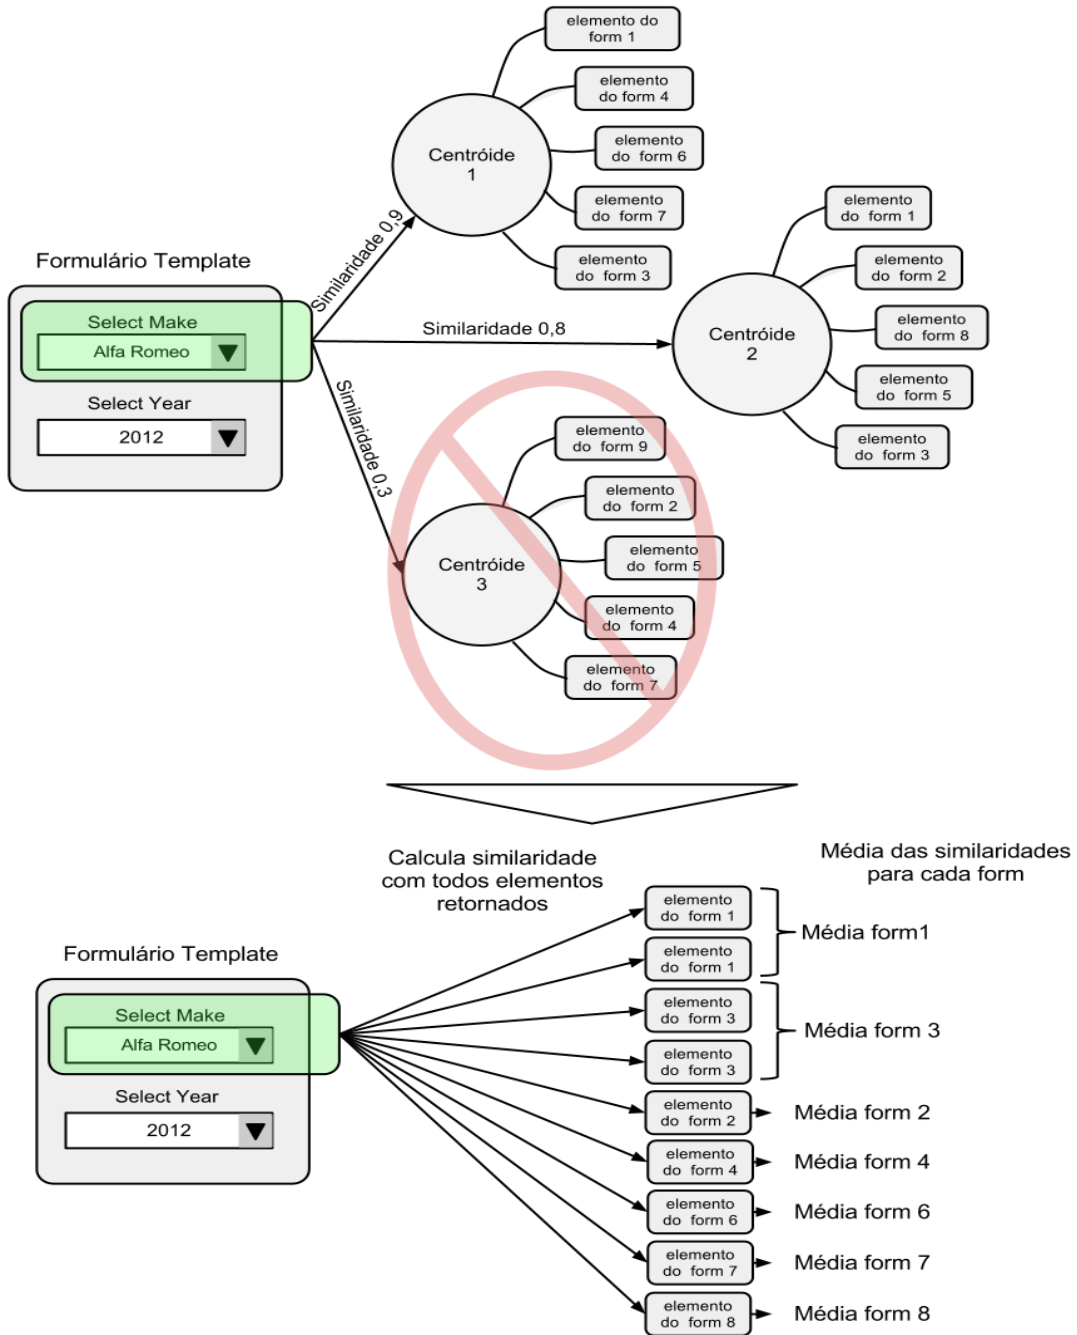 elemento do
form 1
elemento
do form 4
elemento
do form 6
elemento
do form 7
elemento
do form 3
Centróide
1
Similaridade 0,9
elemento
do form 1
elemento
do form 2
elemento
do form 8
elemento
do form 5
elemento
do form 3
Centróide
2
Similaridade 0,8
Formulário Template
Select Make
Alfa Romeo
Select Year
2012
Similaridade 0,3
elemento
do form 9
elemento
do form 2
elemento
do form 5
elemento
do form 4
elemento
do form 7
Centróide
3
Calcula similaridade
com todos elementos
retornados
Média das similaridades
para cada form
Formulário Template
Select Make
Alfa Romeo
Select Year
2012
elemento
do form 1
elemento
do form 1
Média form1
elemento
do form 3
elemento
do form 3
Média form 3
elemento
do form 2
Média form 2
elemento
do form 4
Média form 4
elemento
do form 6
Média form 6
elemento
do form 7
Média form 7
elemento
do form 8
Média form 8